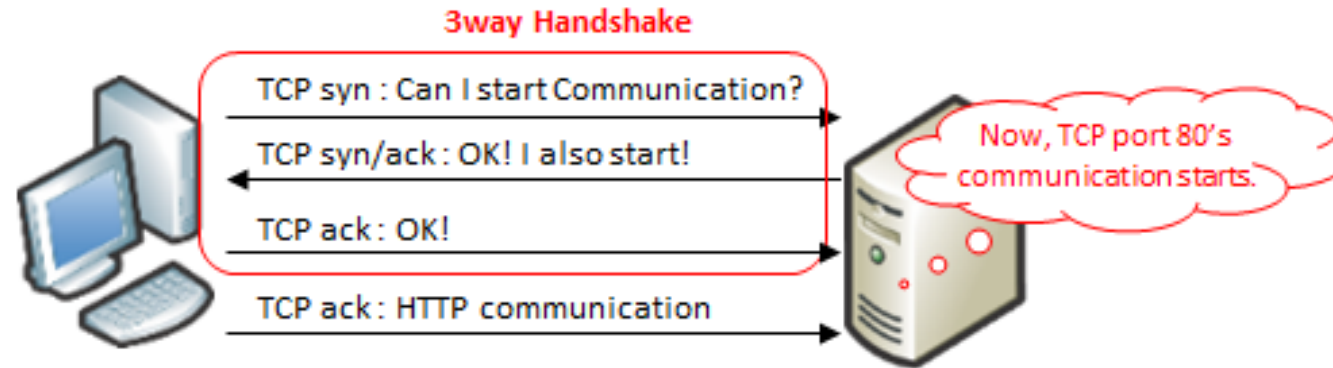 3way Handshake
TCP syn : Can I start Communication?
TCP syn/ack : OK! I also start!
TCP ack : OK!
TCP ack : HTTP communication
Now, TCP port 80's
communication starts.